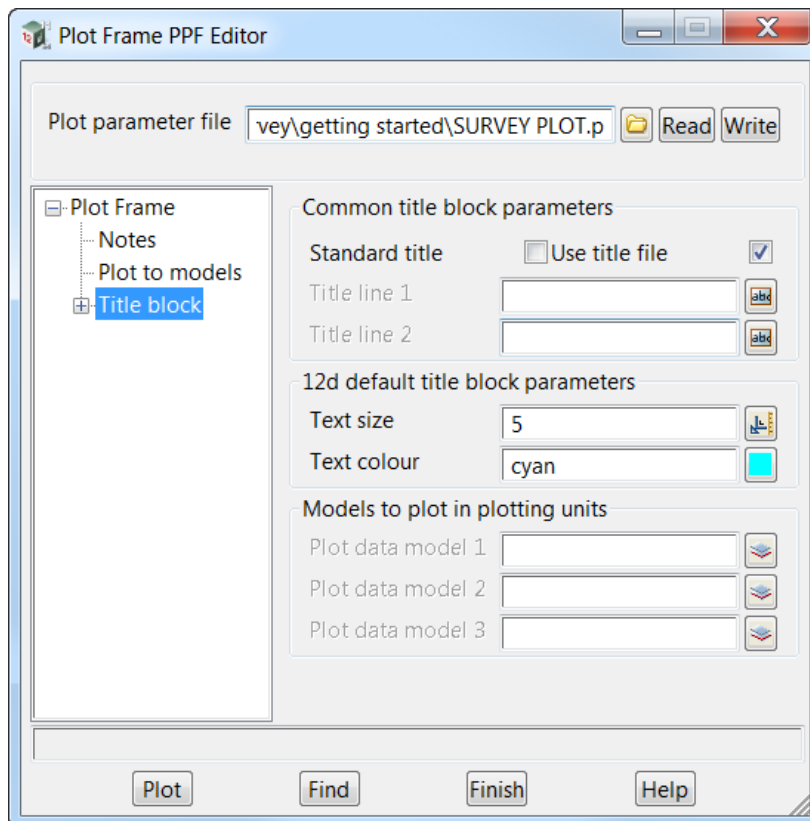 Plot Frame PPF Editor
Plot parameter file vey\getting started\SURVEY PLOT.p Read Write
Plot Frame
Notes
Plot to models
Title block
Common title block parameters
Standard title Use title file
Title line 1 abc
Title line 2 abc
12d default title block parameters
Text size 5
Text colour cyan
Models to plot in plotting units
Plot data model 1
Plot data model 2
Plot data model 3
Plot Find Finish Help